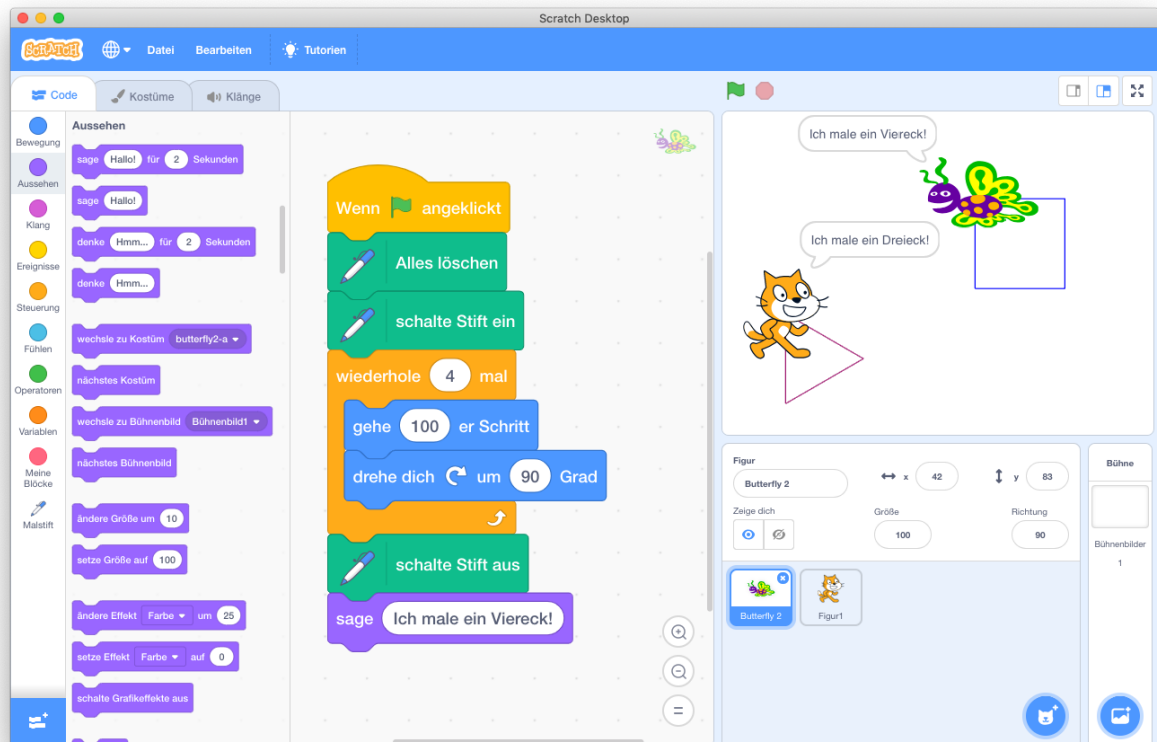 Scratch Desktop
SCRATCH
Datei
Bearbeiten
Tutorien
Code
Kostüme
Klänge
Bewegung
Aussehen
Klang
Ereignisse
Steuerung
Fühlen
Operatoren
Variablen
Meine
Blöcke
Malstift
Aussehen
sage Hallo! für 2 Sekunden
sage Hallo!
denke Hmm... für 2 Sekunden
denke Hmm...
wechsle zu Kostüm butterfly2-a
nächstes Kostüm
wechsle zu Bühnenbild Bühnenbild1
nächstes Bühnenbild
ändere Größe um 10
setze Größe auf 100
ändere Effekt Farbe um 25
setze Effekt Farbe auf 0
schalte Grafikeffekte aus
Wenn angeklickt
Alles löschen
schalte Stift ein
wiederhole 4 mal
gehe 100 er Schritt
drehe dich um 90 Grad
schalte Stift aus
sage Ich male ein Viereck!
Ich male ein Viereck!
Ich male ein Dreieck!
Figur
Butterfly 2
x 42
y 83
Zeige dich
Größe
100
Richtung
90
Butterfly 2
Figur1
Bühne
Bühnenbilder
1